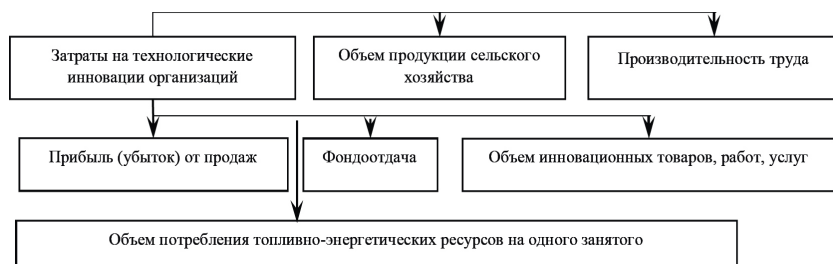 Затраты на технологические
инновации организаций
Объем продукции сельского
хозяйства
Производительность труда
Прибыль (убыток) от продаж
Фондоотдача
Объем инновационных товаров, работ, услуг
Объем потребления топливно-энергетических ресурсов на одного занятого